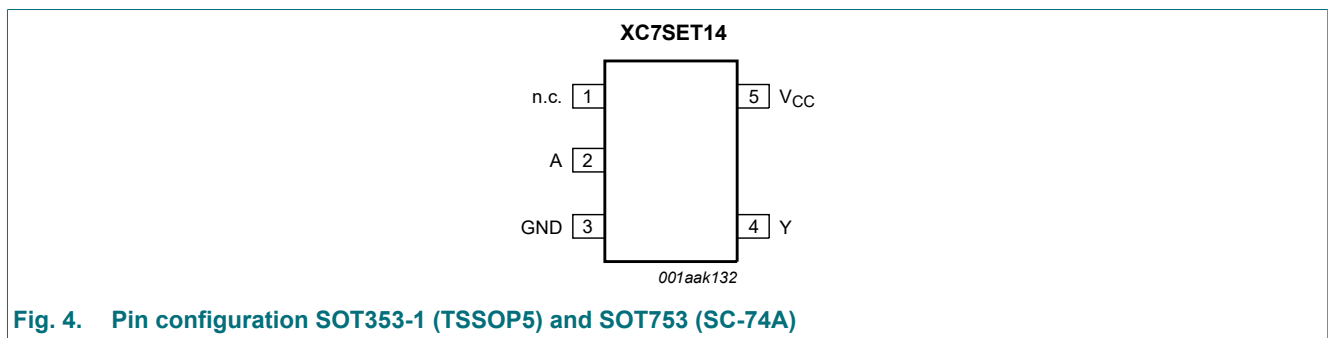 XC7SET14
n.c. 1
5 VCC
A 2
GND 3
4 Y
001aak132
Fig. 4. Pin configuration SOT353-1 (TSSOP5) and SOT753 (SC-74A)